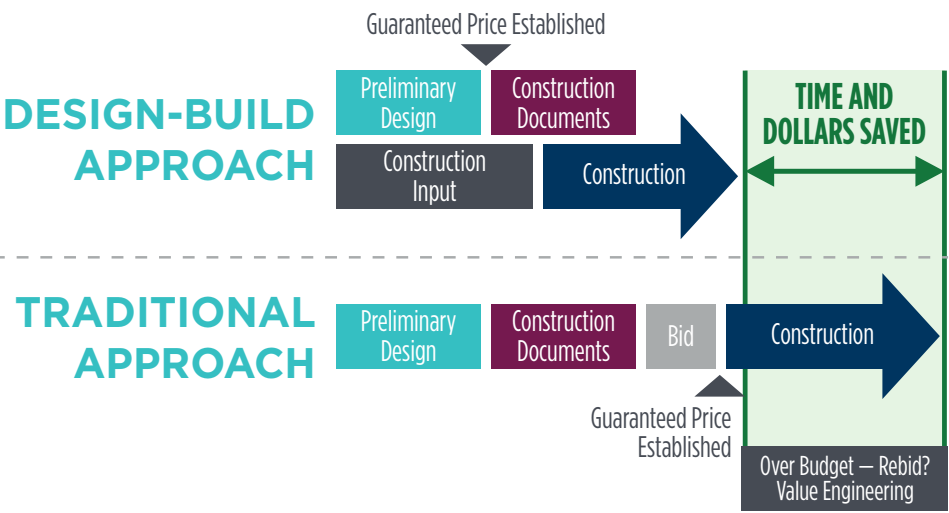 Guaranteed Price Established
DESIGN-BUILD
APPROACH
Preliminary
Design
Construction
Documents
Construction
Input
Construction
TIME AND
DOLLARS SAVED
TRADITIONAL
APPROACH
Preliminary
Design
Construction
Documents
Bid
Construction
Guaranteed Price
Established
Over Budget — Rebid?
Value Engineering